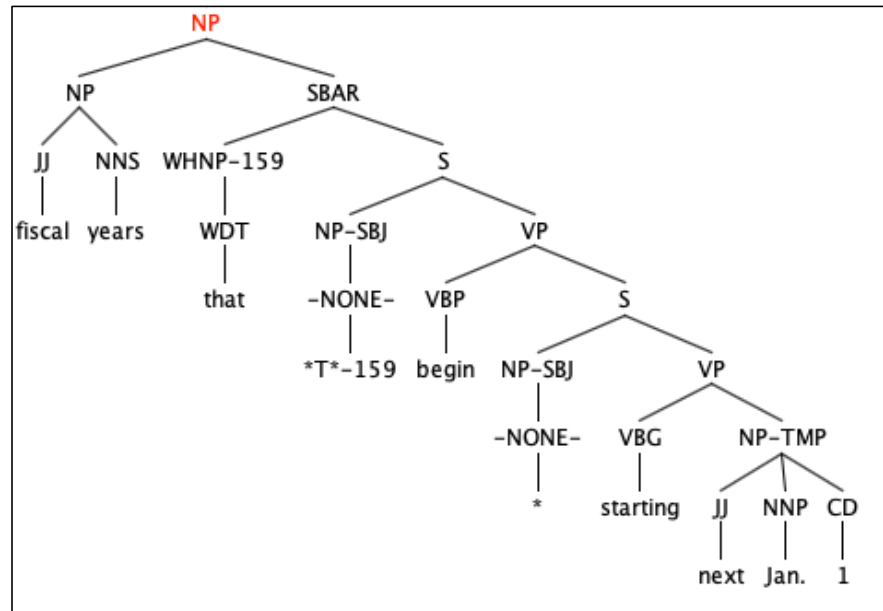 NP
NP SBAR
JJ NNS WHNP-159 S
fiscal years WDT NP-SBJ VP
that -NONE- VBP S
*T*-159 begin NP-SBJ VP
-NONE- VBG NP-TMP
* starting JJ NNP CD
next Jan. 1